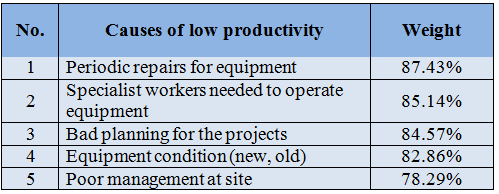 No. Causes of low productivity Weight
1 Periodic repairs for equipment 87.43%
2 Specialist workers needed to operate equipment 85.14%
3 Bad planning for the projects 84.57%
4 Equipment condition (new, old) 82.86%
5 Poor management at site 78.29%